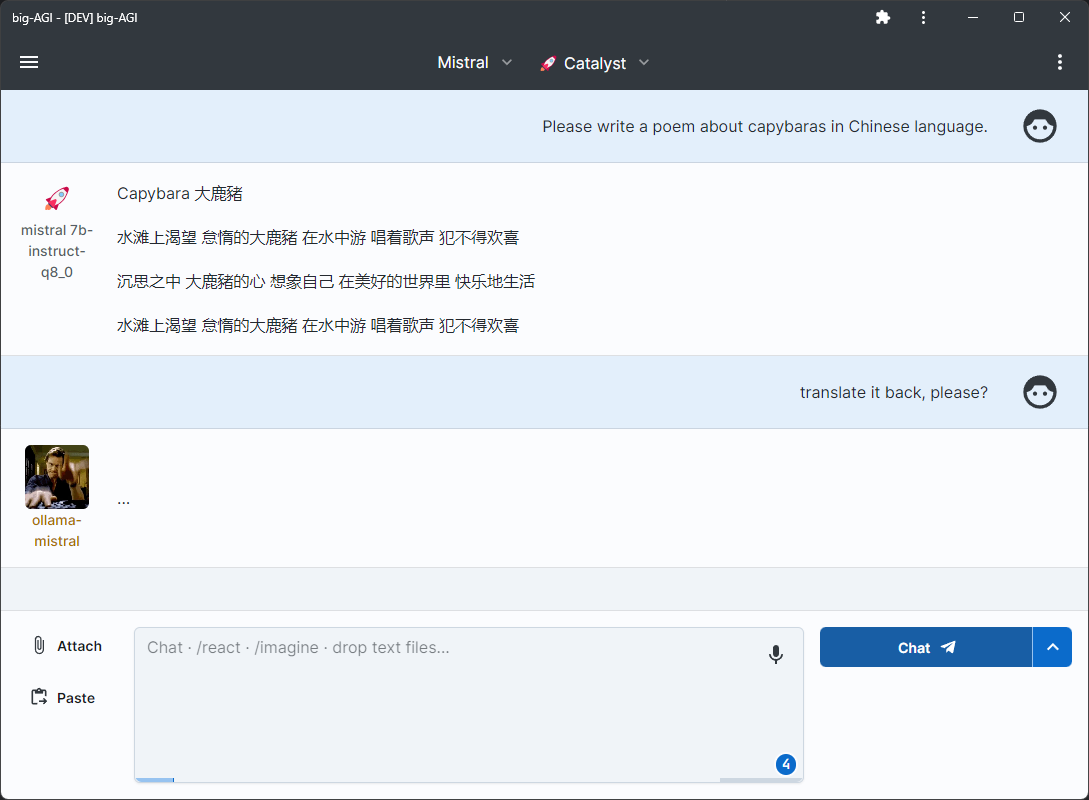 big-AGI - [DEV] big-AGI
Mistral
Catalyst
Please write a poem about capybaras in Chinese language.
Capybara 大鹿豬
mistral 7b-
instruct-
q8_0
水滩上渴望 怠惰的大鹿豬 在水中游 唱着歌声 犯不得欢喜
沉思之中 大鹿豬的心 想象自己 在美好的世界里 快乐地生活
水滩上渴望 怠惰的大鹿豬 在水中游 唱着歌声 犯不得欢喜
translate it back, please?
...
ollama-
mistral
Attach
Chat · /react · /imagine · drop text files...
Chat
Paste
4